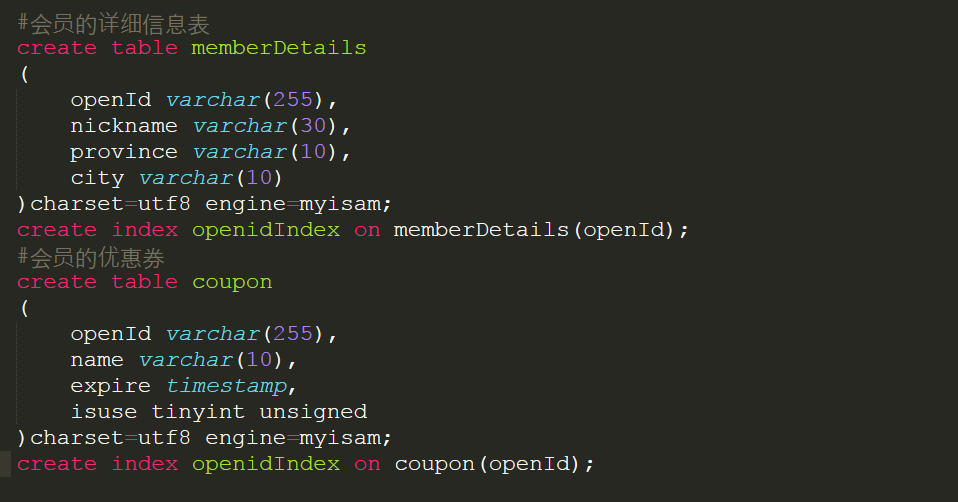 #会员的详细信息表
create table memberDetails
(
    openId varchar(255),
    nickname varchar(30),
    province varchar(10),
    city varchar(10)
)charset=utf8 engine=myisam;
create index openidIndex on memberDetails(openId);
#会员的优惠券
create table coupon
(
    openId varchar(255),
    name varchar(10),
    expire timestamp,
    isuse tinyint unsigned
)charset=utf8 engine=myisam;
create index openidIndex on coupon(openId);